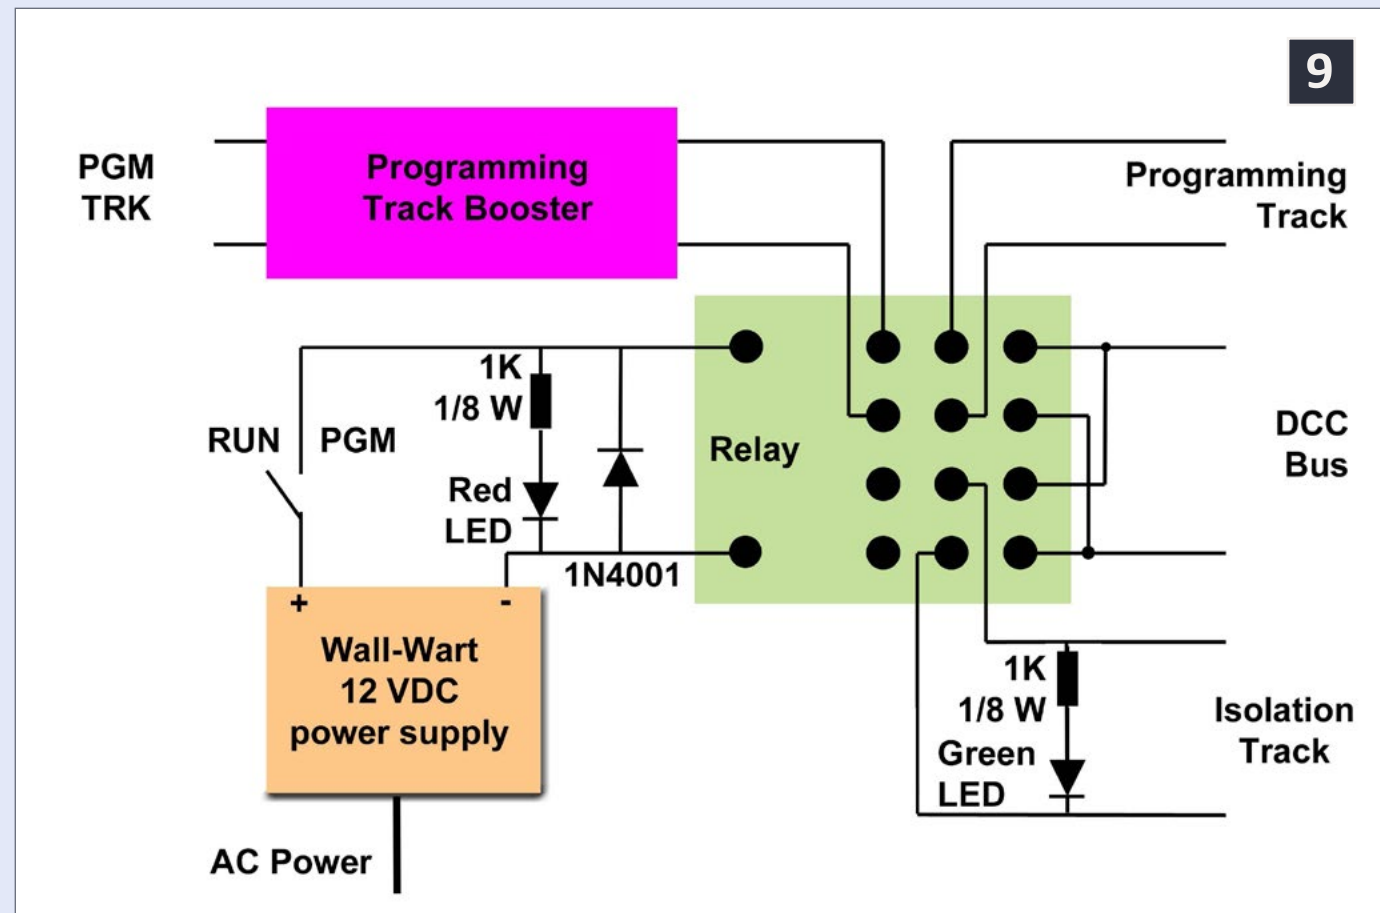 9
PGM
TRK
Programming
Track Booster
Programming
Track
1K
1/8 W
RUN
PGM
Relay
DCC
Bus
Red
LED
1N4001
+
-
Wall-Wart
12 VDC
power supply
1K
1/8 W
Green
LED
Isolation
Track
AC Power